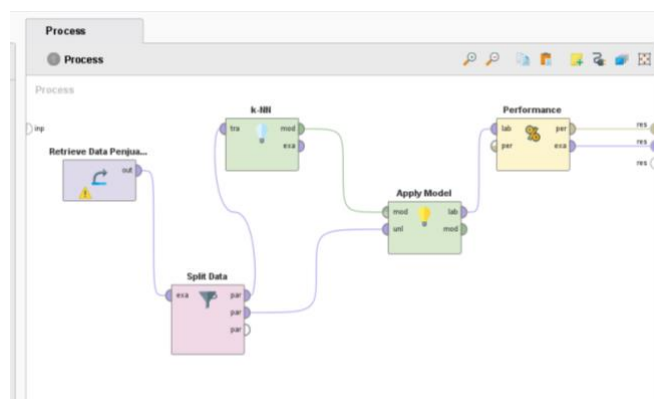 Process
Process
Process
inp
Retrieve Data Penjua...
out
k-NN
tra
mod
exa
Split Data
exa
par
par
par
Apply Model
mod
lab
unl
mod
Performance
lab
per
per
exa
res
res
res